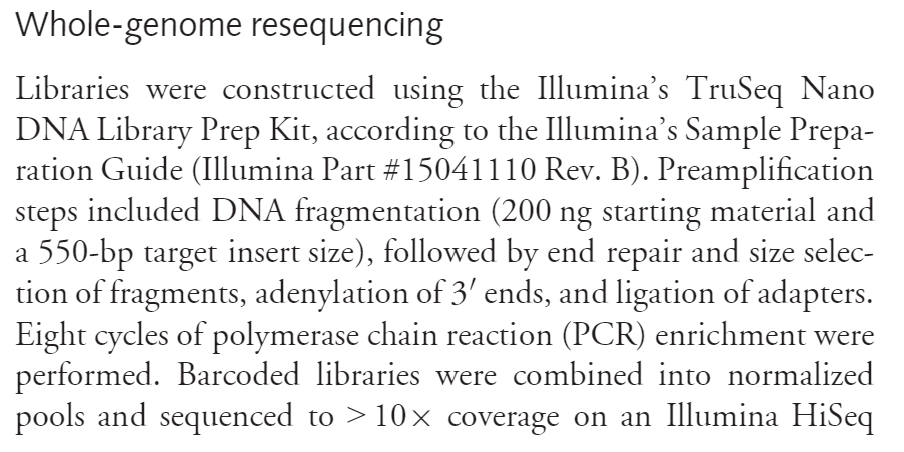 Whole-genome resequencing
Libraries were constructed using the Illumina’s TruSeq Nano
DNA Library Prep Kit, according to the Illumina’s Sample Prepa-
ration Guide (Illumina Part #15041110 Rev. B). Preamplification
steps included DNA fragmentation (200 ng starting material and
a 550-bp target insert size), followed by end repair and size selec-
tion of fragments, adenylation of 3′ ends, and ligation of adapters.
Eight cycles of polymerase chain reaction (PCR) enrichment were
performed. Barcoded libraries were combined into normalized
pools and sequenced to > 10× coverage on an Illumina HiSeq